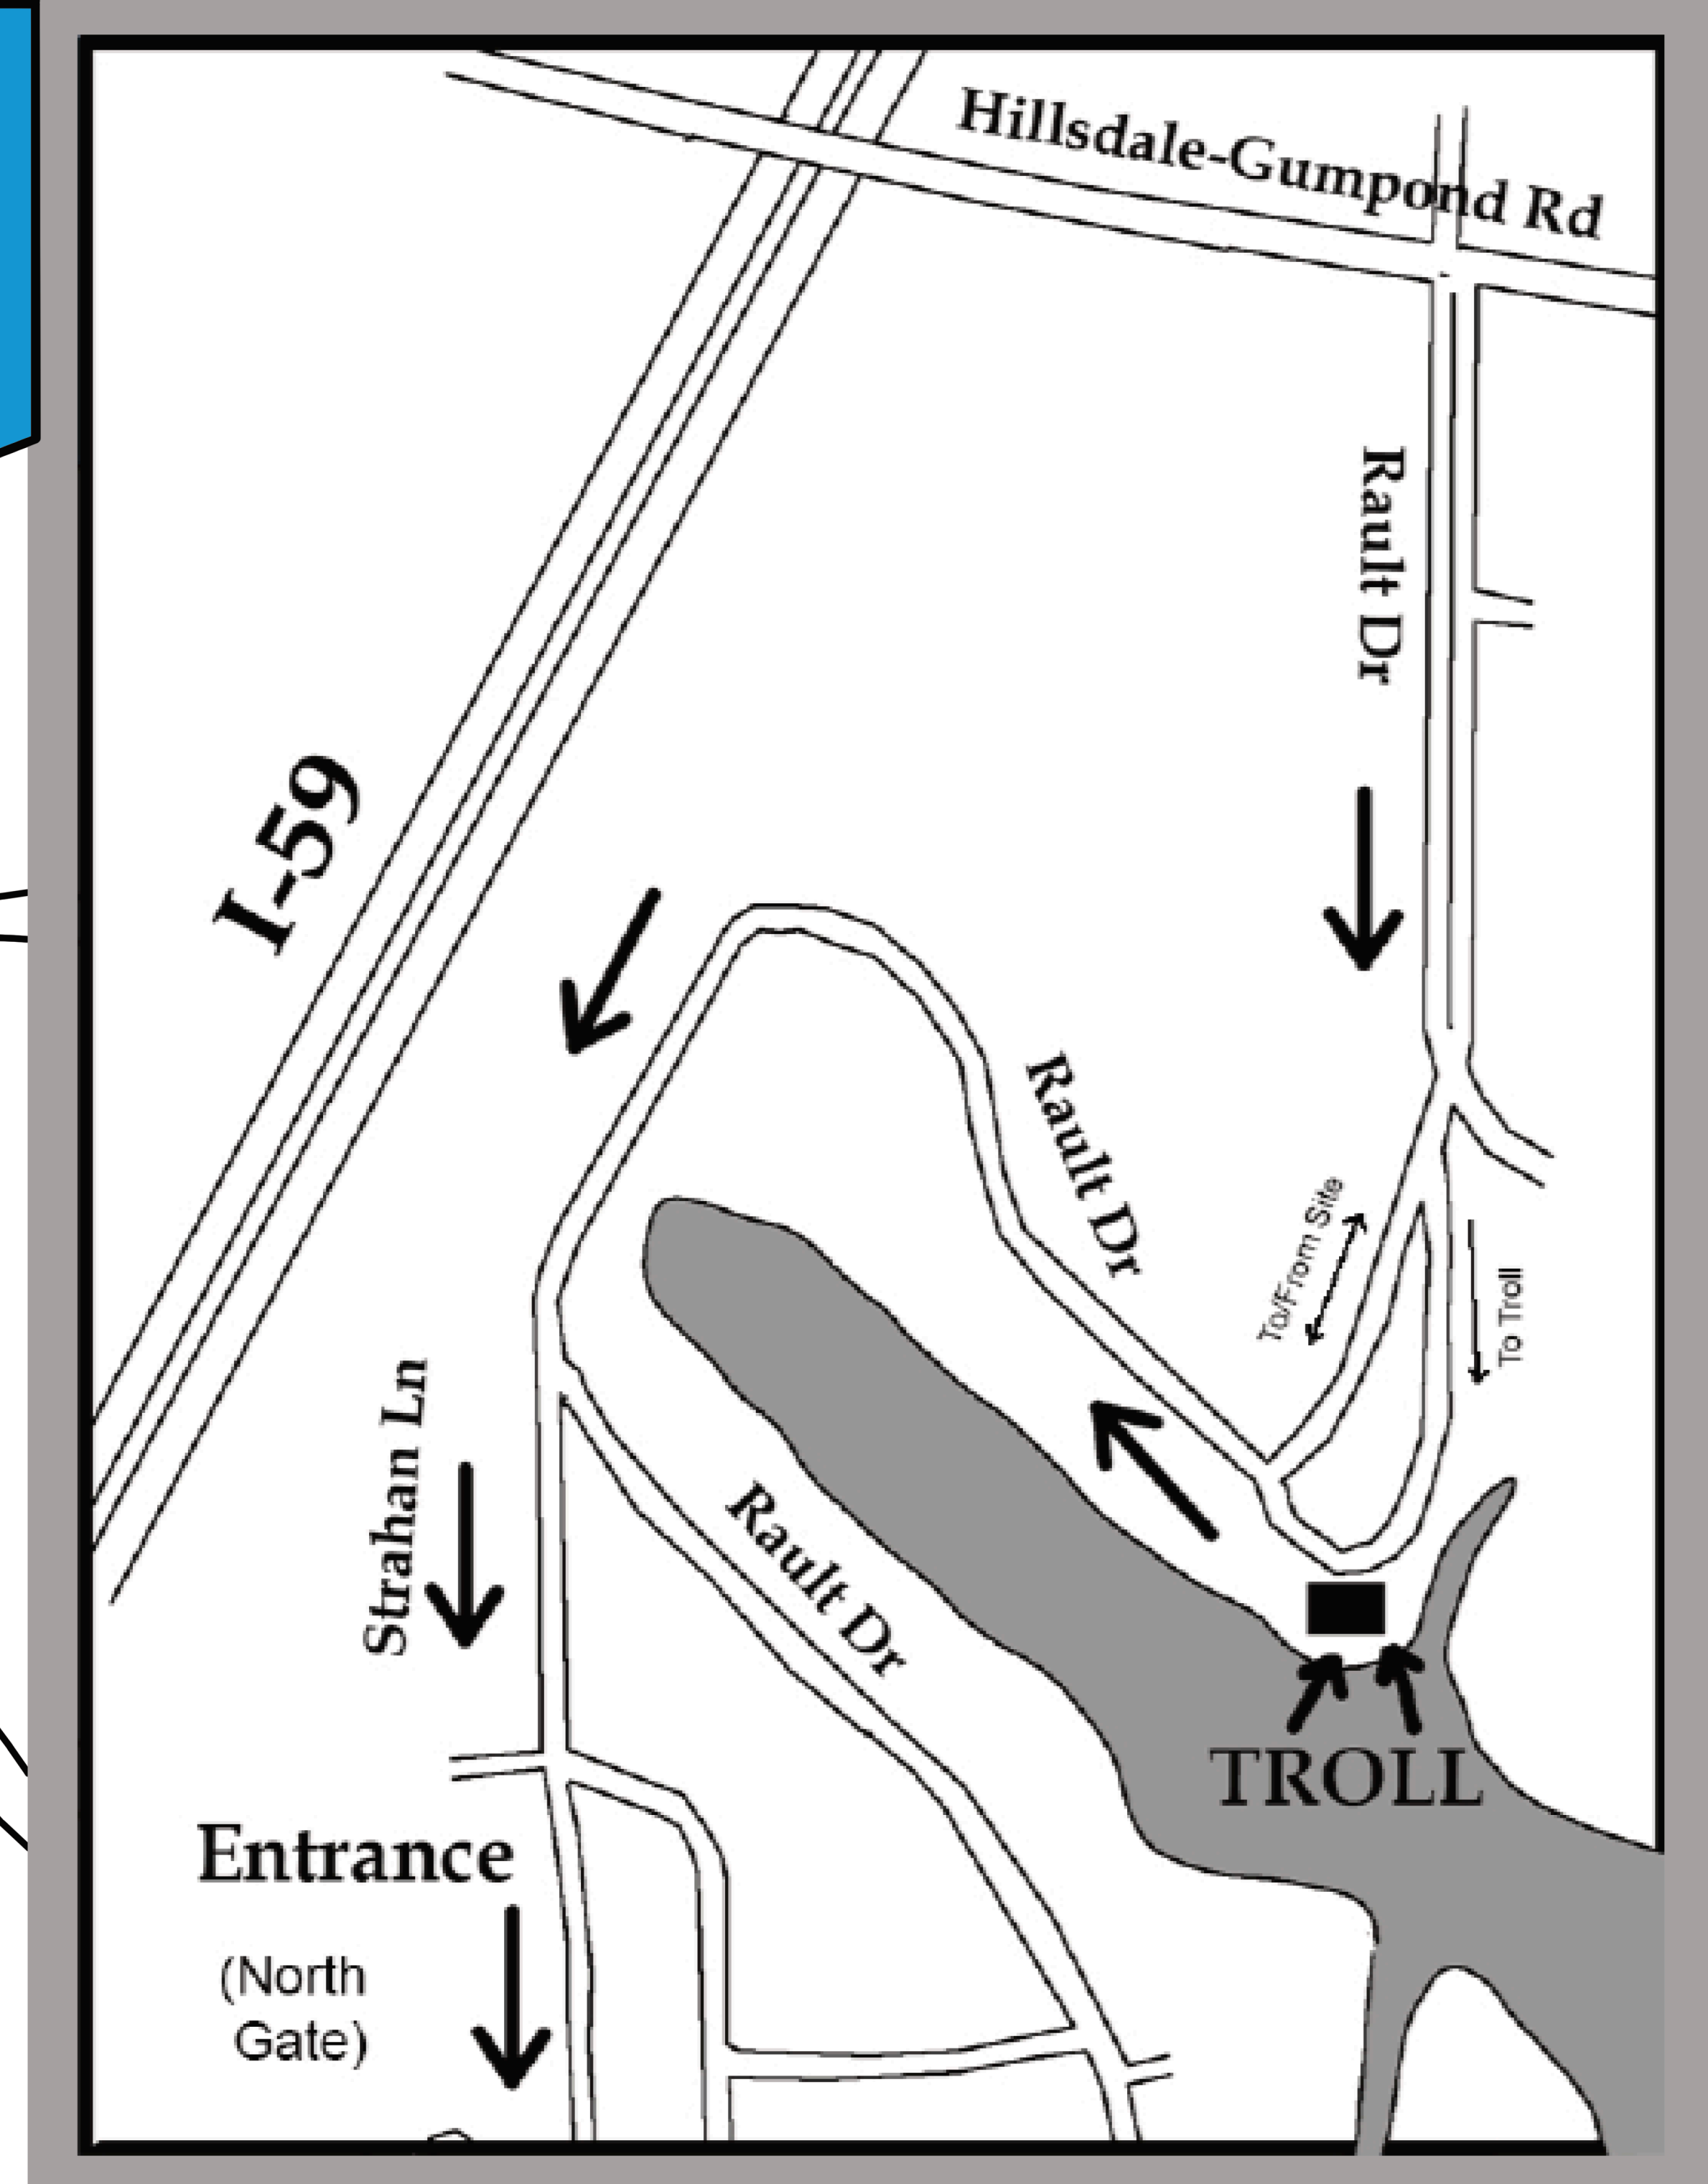 Hillsdale-Gumpond Rd
Rault Dr
I-59
Rault Dr
To/From Site
To Troll
Strahan Ln
Rault Dr
TROLL
Entrance
(North
Gate)